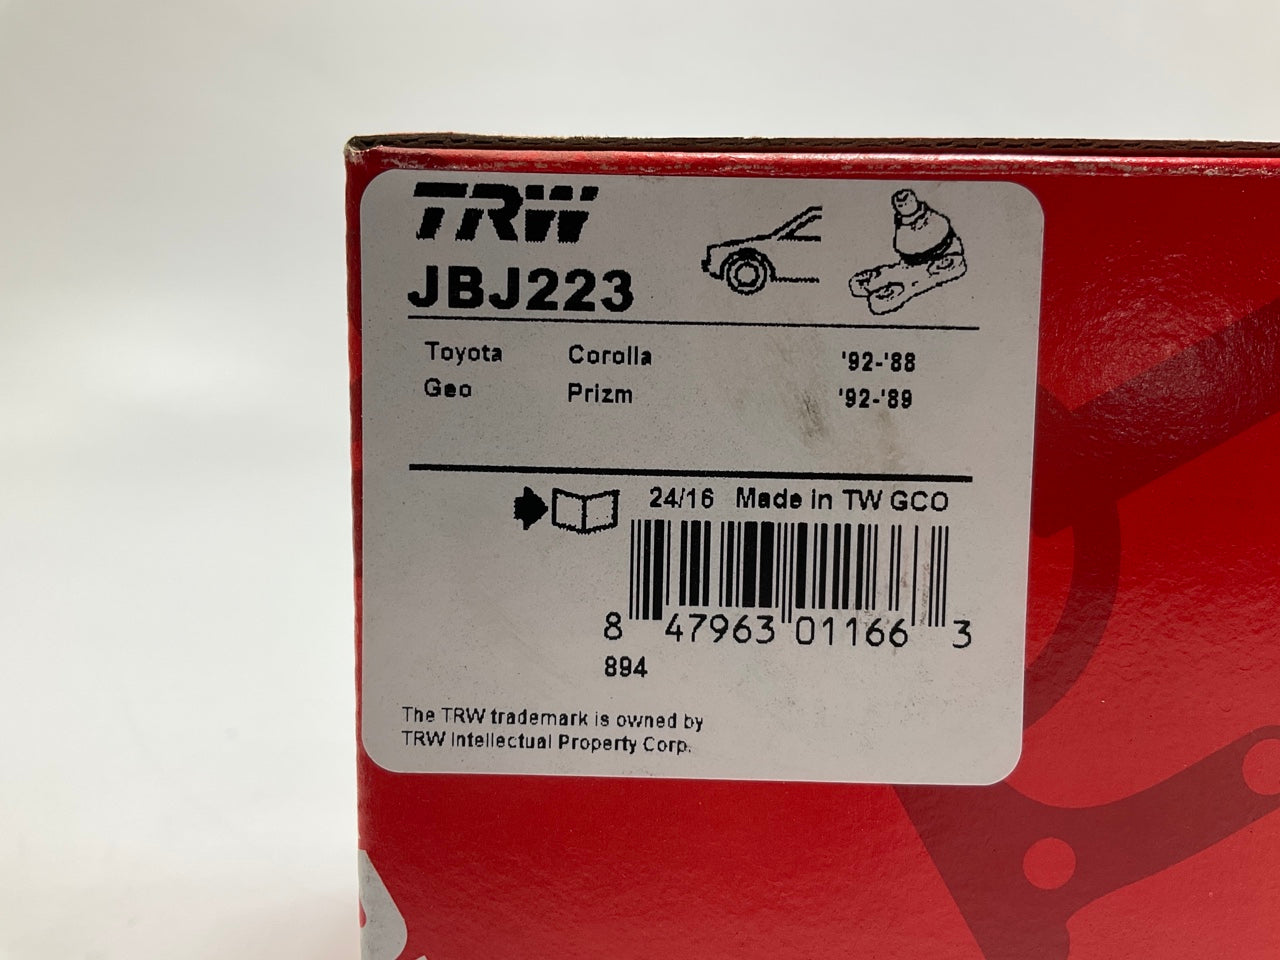 TRW
JBJ223
Toyota Corolla '92-'88
Geo Prizm '92-'89
24/16 Made in TW GCO
8 47963 01166 3
894
The TRW trademark is owned by
TRW Intellectual Property Corp.